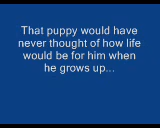 That puppy would have
never thought of how life
would be for him when
he grows up...